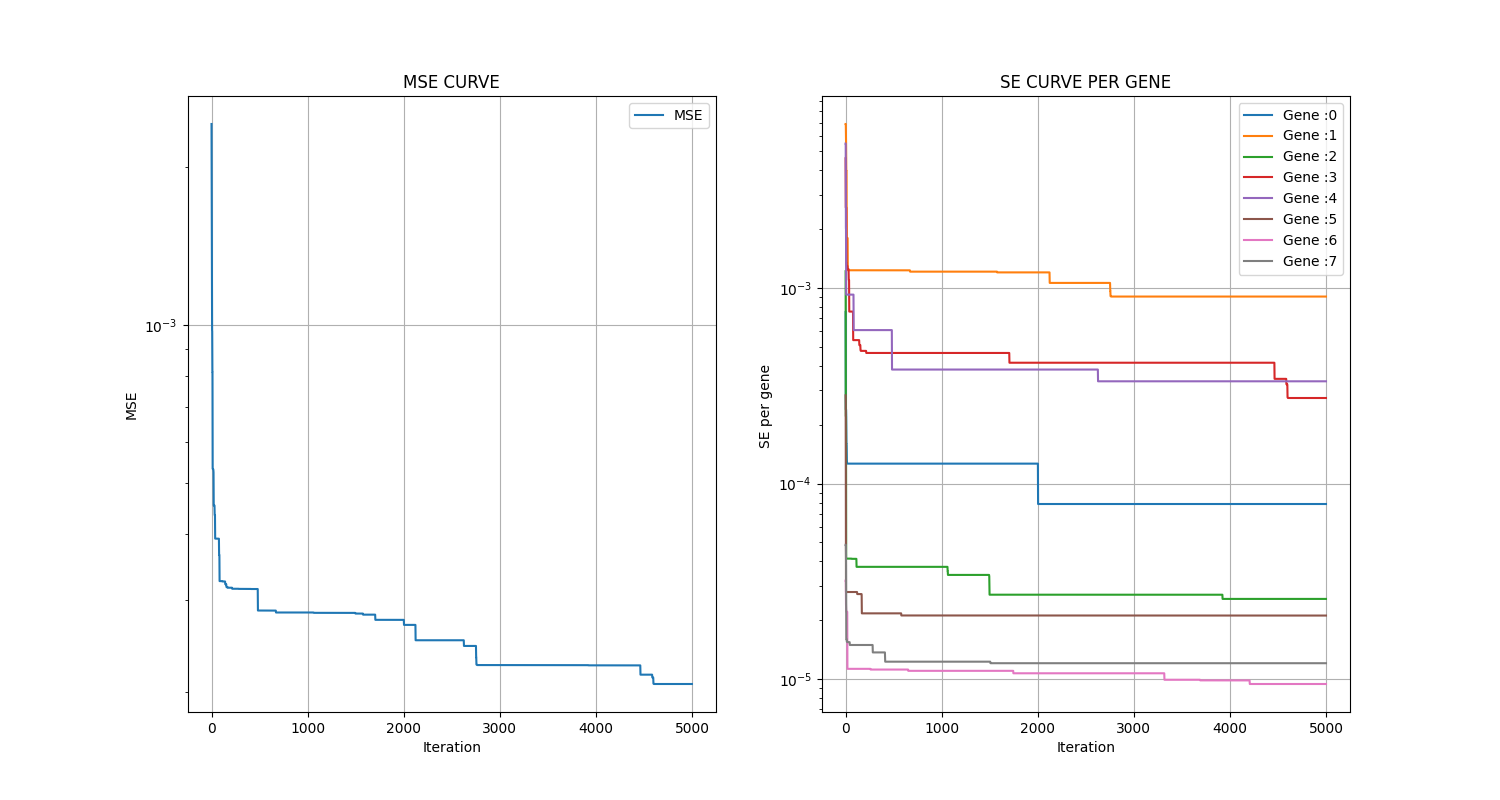 MSE CURVE
MSE
10^-3
MSE
0 1000 2000 3000 4000 5000
Iteration
SE CURVE PER GENE
Gene :0
Gene :1
Gene :2
Gene :3
Gene :4
Gene :5
Gene :6
Gene :7
10^-3
10^-4
10^-5
SE per gene
0 1000 2000 3000 4000 5000
Iteration